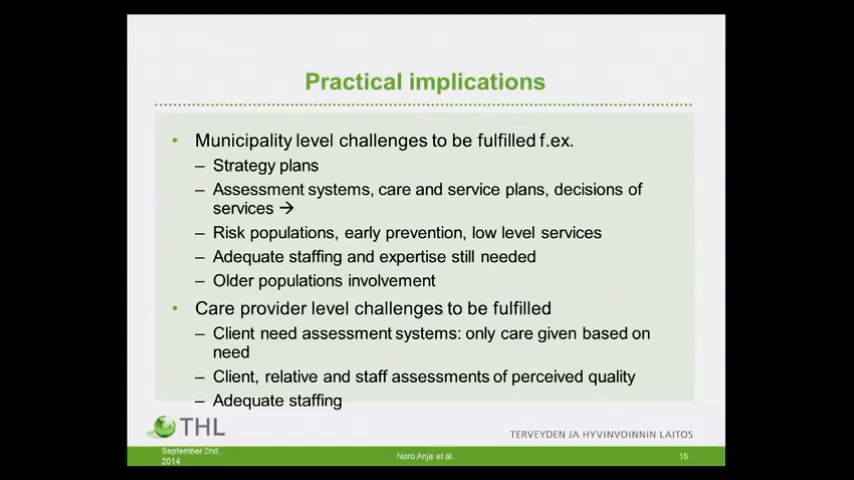 Practical implications
• Municipality level challenges to be fulfilled f.ex.
– Strategy plans
– Assessment systems, care and service plans, decisions of
services →
– Risk populations, early prevention, low level services
– Adequate staffing and expertise still needed
– Older populations involvement
• Care provider level challenges to be fulfilled
– Client need assessment systems: only care given based on
need
– Client, relative and staff assessments of perceived quality
– Adequate staffing
THL
TERVEYDEN JA HYVINVOINNIN LAITOS
September 2nd,
2014
Noro Anja et al.
15